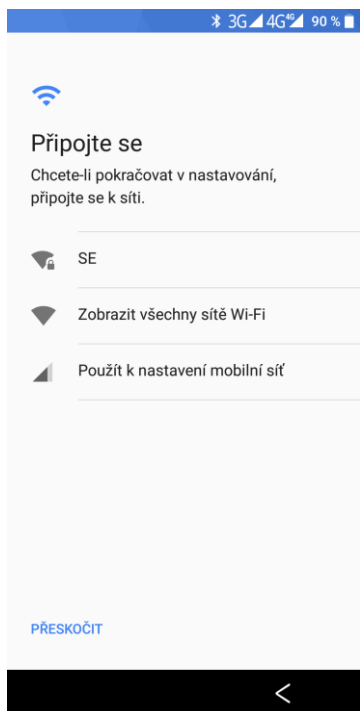 3G 4G 4G 90 %
Připojte se
Chcete-li pokračovat v nastavování,
připojte se k síti.
SE
Zobrazit všechny sítě Wi-Fi
Použít k nastavení mobilní síť
PŘESKOČIT